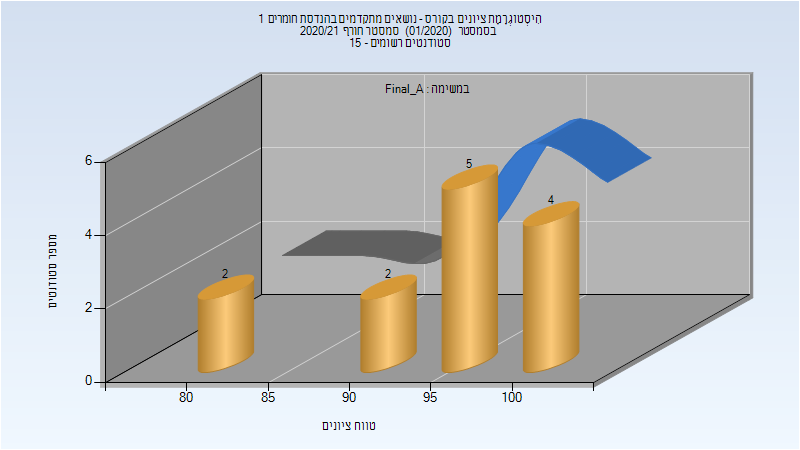 היסטוגרמת ציונים בקורס - נושאים מתקדמים בהנדסת חומרים 1
בסמסטר (01/2020) סמסטר חורף 2020/21
סטודנטים רשומים - 15
במשימה : Final_A
מספר סטודנטים
6
4
2
0
2
2
5
4
80
85
90
95
100
טווח ציונים